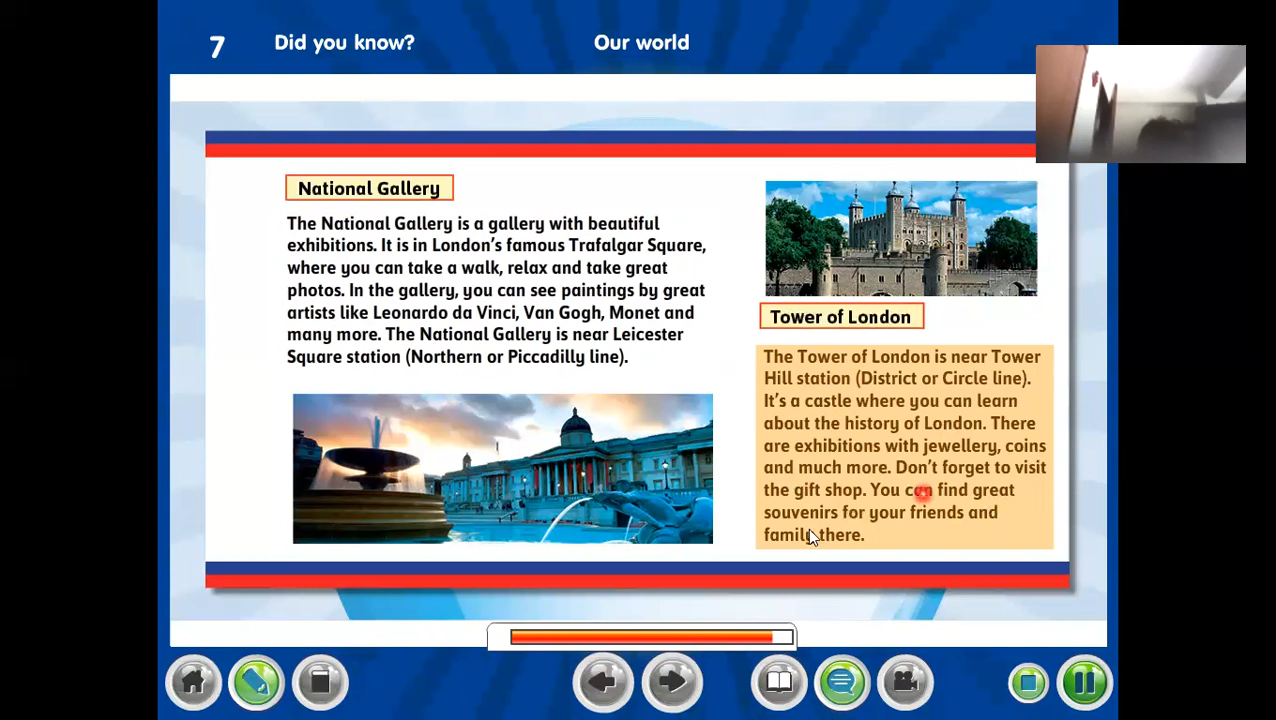 7 Did you know? Our world
National Gallery
The National Gallery is a gallery with beautiful
exhibitions. It is in London's famous Trafalgar Square,
where you can take a walk, relax and take great
photos. In the gallery, you can see paintings by great
artists like Leonardo da Vinci, Van Gogh, Monet and
many more. The National Gallery is near Leicester
Square station (Northern or Piccadilly line).
Tower of London
The Tower of London is near Tower
Hill station (District or Circle line).
It's a castle where you can learn
about the history of London. There
are exhibitions with jewellery, coins
and much more. Don't forget to visit
the gift shop. You can find great
souvenirs for your friends and
family there.